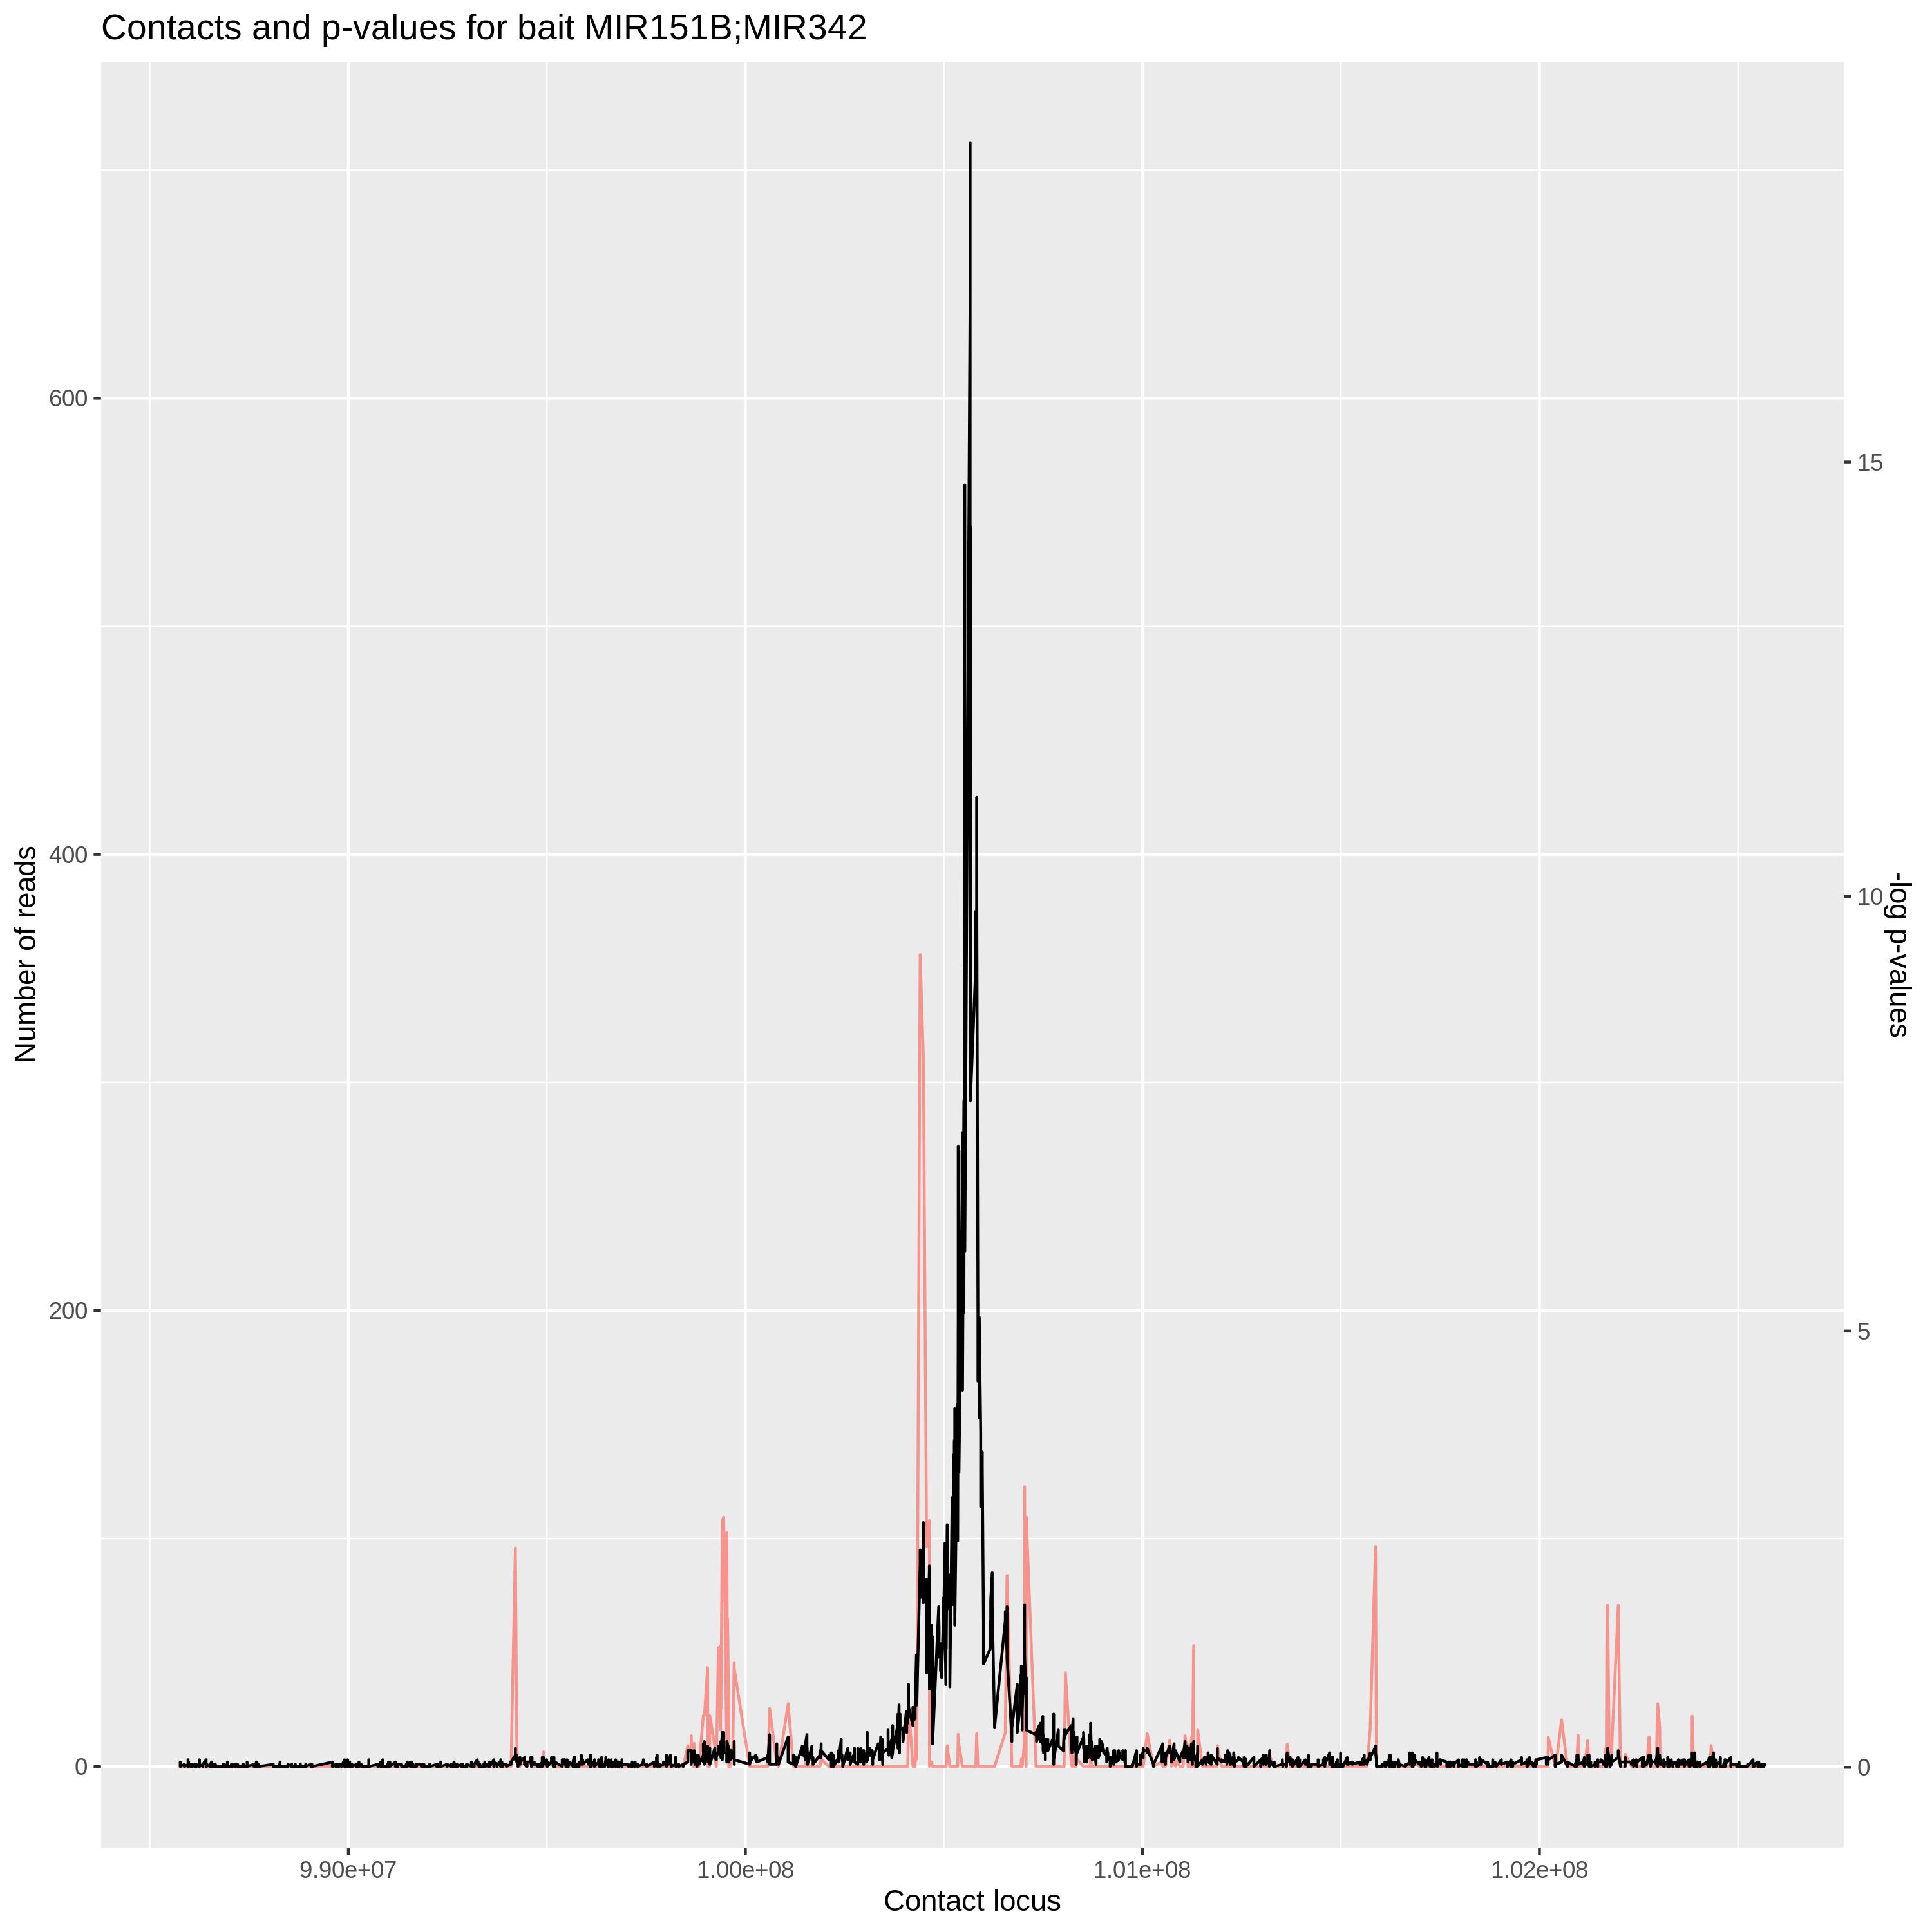 Contacts and p-values for bait MIR151B;MIR342
Number of reads
600
400
200
0
15
10
5
0
-log p-values
9.90e+07
1.00e+08
1.01e+08
1.02e+08
Contact locus